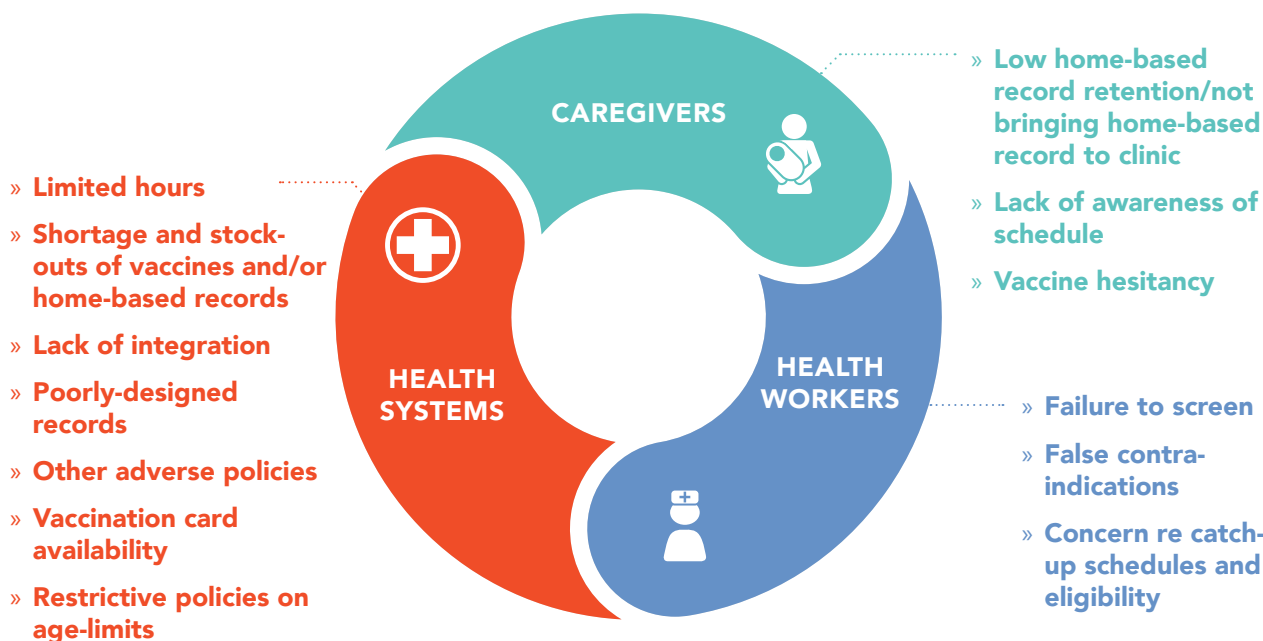 CAREGIVERS
» Low home-based
record retention/not
bringing home-based
record to clinic
» Lack of awareness of
schedule
» Vaccine hesitancy
HEALTH
WORKERS
» Failure to screen
» False contra-
indications
» Concern re catch-
up schedules and
eligibility
HEALTH
SYSTEMS
» Limited hours
» Shortage and stock-
outs of vaccines and/or
home-based records
» Lack of integration
» Poorly-designed
records
» Other adverse policies
» Vaccination card
availability
» Restrictive policies on
age-limits